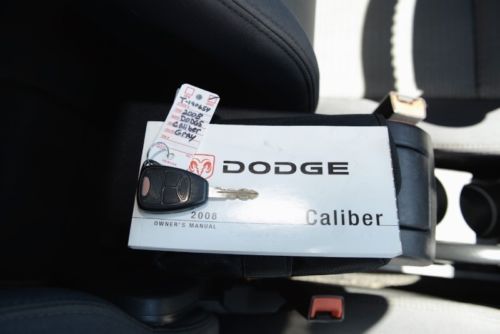 2008
DODGE
Caliber
Gray
DODGE
2008
Caliber
OWNER'S MANUAL